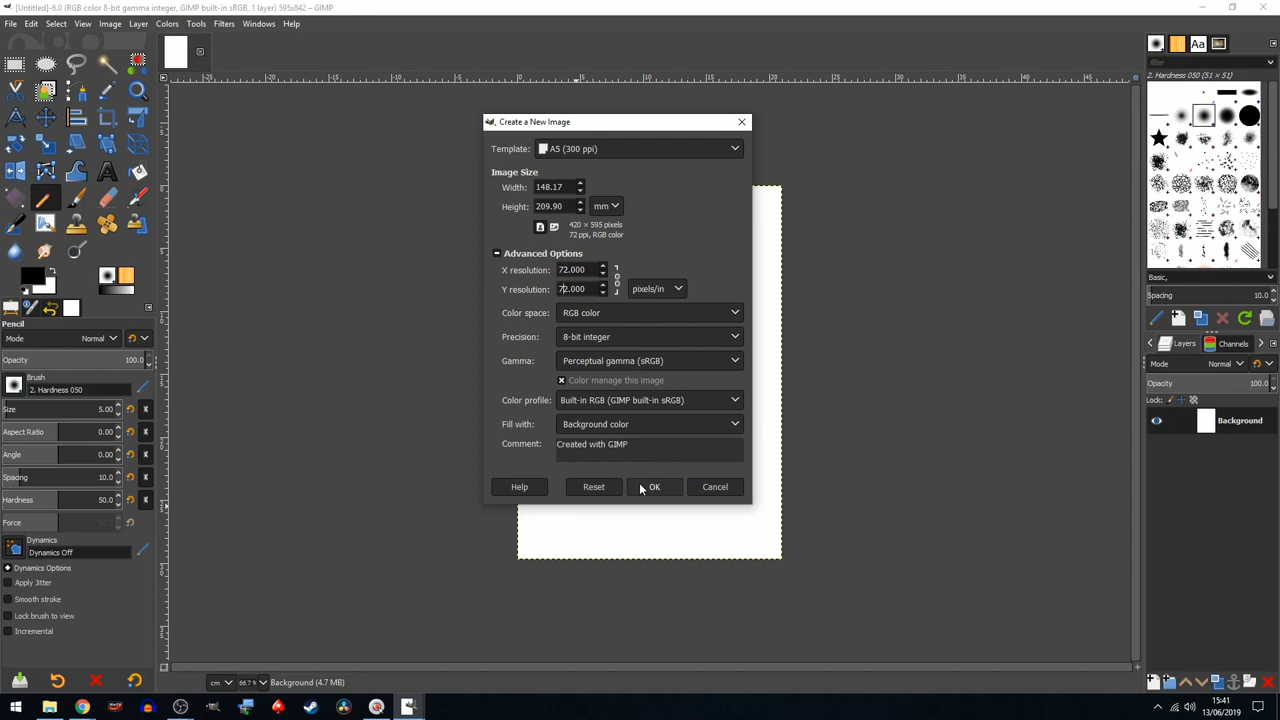 [Untitled]-6.0 (RGB color 8-bit gamma integer, GIMP built-in sRGB, 1 layer) 595x842 – GIMP
File Edit Select View Image Layer Colors Tools Filters Windows Help
Create a New Image
Template: A5 (300 ppi)
Image Size
Width: 148.17
Height: 209.90 mm
420 × 595 pixels
72 ppi, RGB color
Advanced Options
X resolution: 72.000
Y resolution: 72.000 pixels/in
Color space: RGB color
Precision: 8-bit integer
Gamma: Perceptual gamma (sRGB)
Color manage this image
Color profile: Built-in RGB (GIMP built-in sRGB)
Fill with: Background color
Comment: Created with GIMP
Help Reset OK Cancel
Pencil
Mode Normal
Opacity 100.0
Brush
2. Hardness 050
Size 5.00
Aspect Ratio 0.00
Angle 0.00
Spacing 10.0
Hardness 50.0
Force
Dynamics
Dynamics Off
Dynamics Options
Apply Jitter
Smooth stroke
Lock brush to view
Incremental
Aa
filter
2. Hardness 050 (51 × 51)
Basic,
Spacing 10.0
Layers Channels
Mode Normal
Opacity 100.0
Lock:
Background
cm 66.7 % Background (4.7 MB)
15:41
13/06/2019